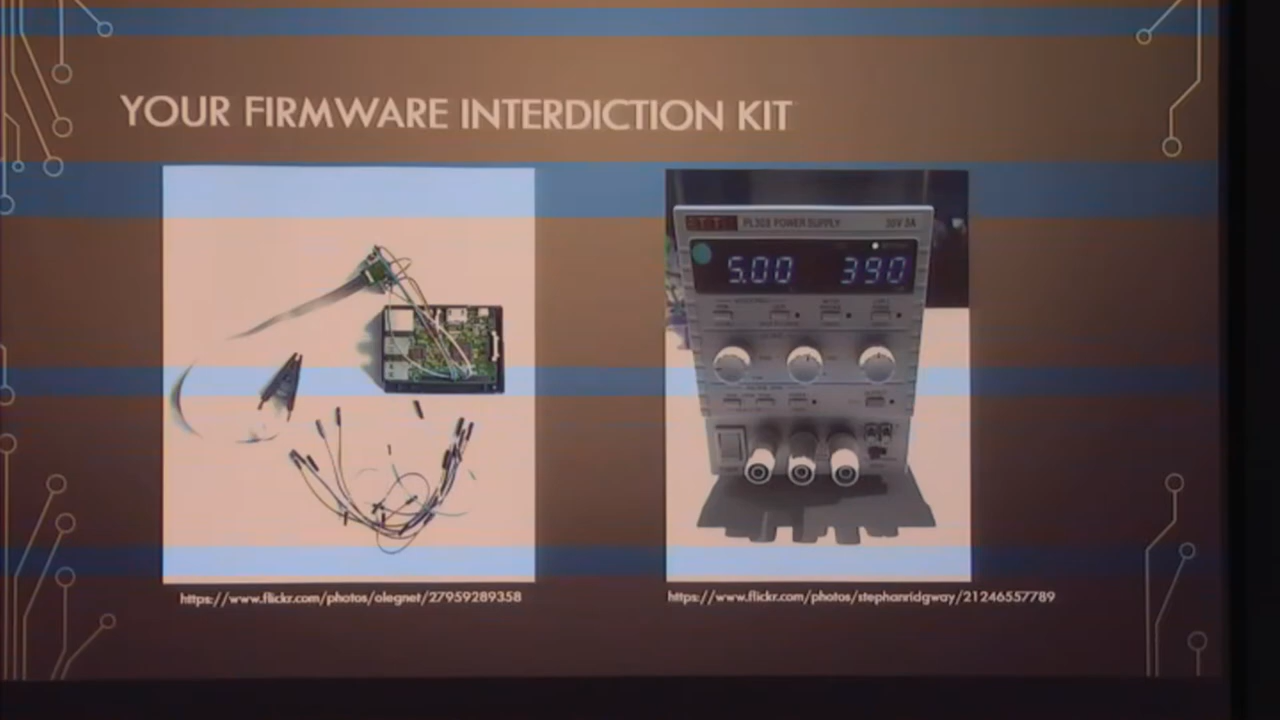 YOUR FIRMWARE INTERDICTION KIT
PL303 POWER SUPPLY 30V 3A
5.00 390
https://www.flickr.com/photos/olegnet/27959289358
https://www.flickr.com/photos/stephanridgway/21246557789